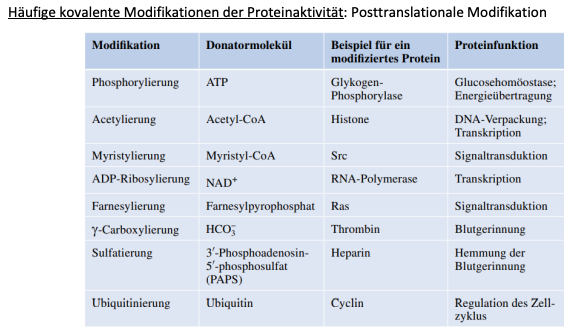 Häufige kovalente Modifikationen der Proteinaktivität: Posttranslationale Modifikation
Modifikation Donatormolekül Beispiel für ein modifiziertes Protein Proteinfunktion
Phosphorylierung ATP Glykogen-Phosphorylase Glucosehomöostase; Energieübertragung
Acetylierung Acetyl-CoA Histone DNA-Verpackung; Transkription
Myristylierung Myristyl-CoA Src Signaltransduktion
ADP-Ribosylierung NAD⁺ RNA-Polymerase Transkription
Farnesylierung Farnesylpyrophosphat Ras Signaltransduktion
γ-Carboxylierung HCO₃⁻ Thrombin Blutgerinnung
Sulfatierung 3′-Phosphoadenosin-5′-phosphosulfat (PAPS) Heparin Hemmung der Blutgerinnung
Ubiquitinierung Ubiquitin Cyclin Regulation des Zell-zyklus